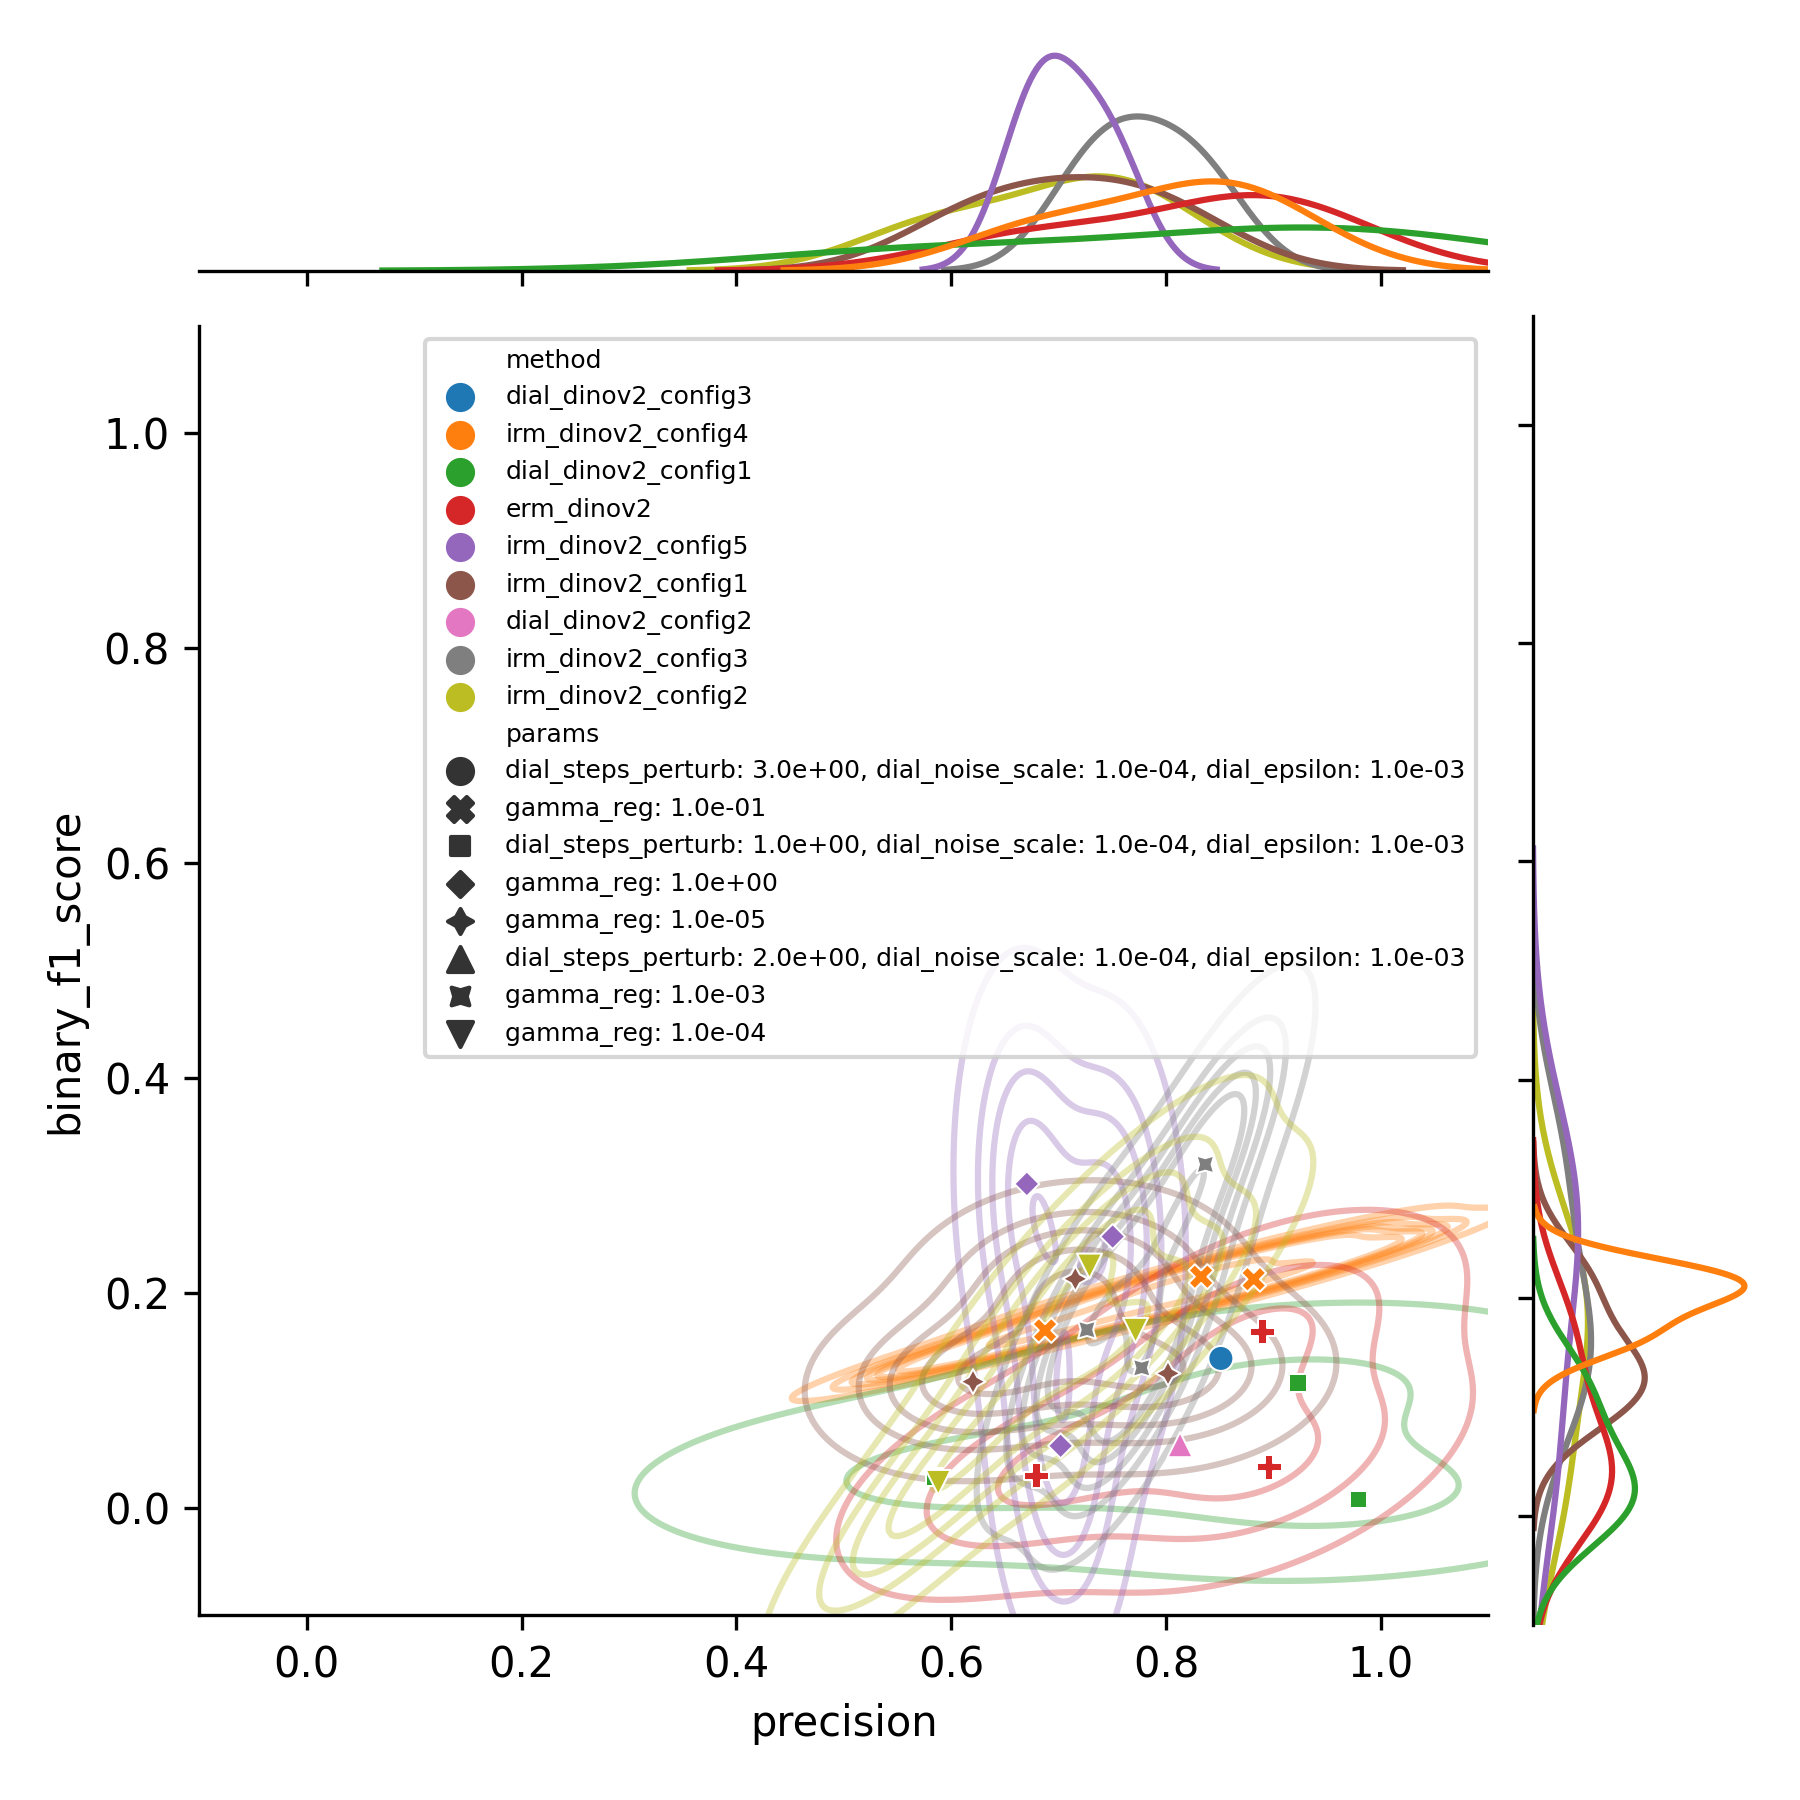 method
dial_dinov2_config3
irm_dinov2_config4
dial_dinov2_config1
erm_dinov2
irm_dinov2_config5
irm_dinov2_config1
dial_dinov2_config2
irm_dinov2_config3
irm_dinov2_config2
params
dial_steps_perturb: 3.0e+00, dial_noise_scale: 1.0e-04, dial_epsilon: 1.0e-03
gamma_reg: 1.0e-01
dial_steps_perturb: 1.0e+00, dial_noise_scale: 1.0e-04, dial_epsilon: 1.0e-03
gamma_reg: 1.0e+00
gamma_reg: 1.0e-05
dial_steps_perturb: 2.0e+00, dial_noise_scale: 1.0e-04, dial_epsilon: 1.0e-03
gamma_reg: 1.0e-03
gamma_reg: 1.0e-04
binary_f1_score
1.0
0.8
0.6
0.4
0.2
0.0
0.0 0.2 0.4 0.6 0.8 1.0
precision